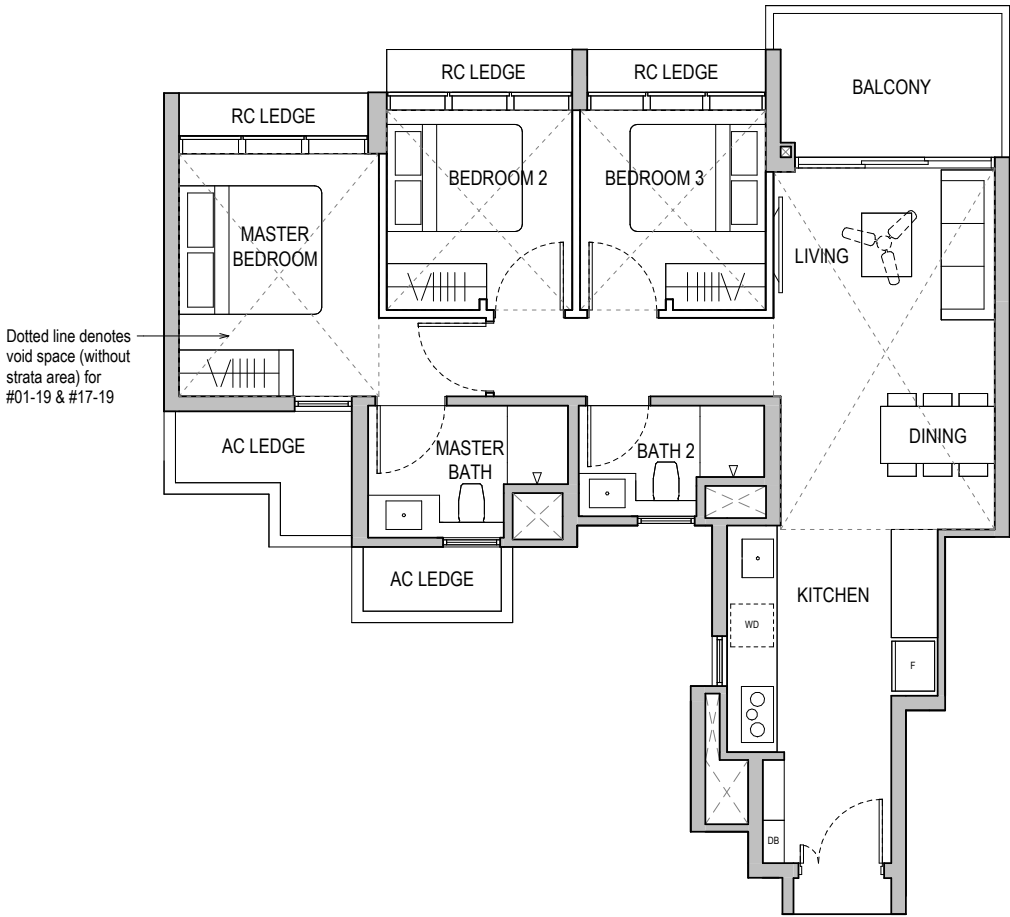 RC LEDGE
RC LEDGE
BALCONY
RC LEDGE
BEDROOM 2
BEDROOM 3
MASTER
BEDROOM
LIVING
Dotted line denotes
void space (without
strata area) for
#01-19 & #17-19
AC LEDGE
MASTER
BATH
BATH 2
DINING
AC LEDGE
KITCHEN
WD
F
DB